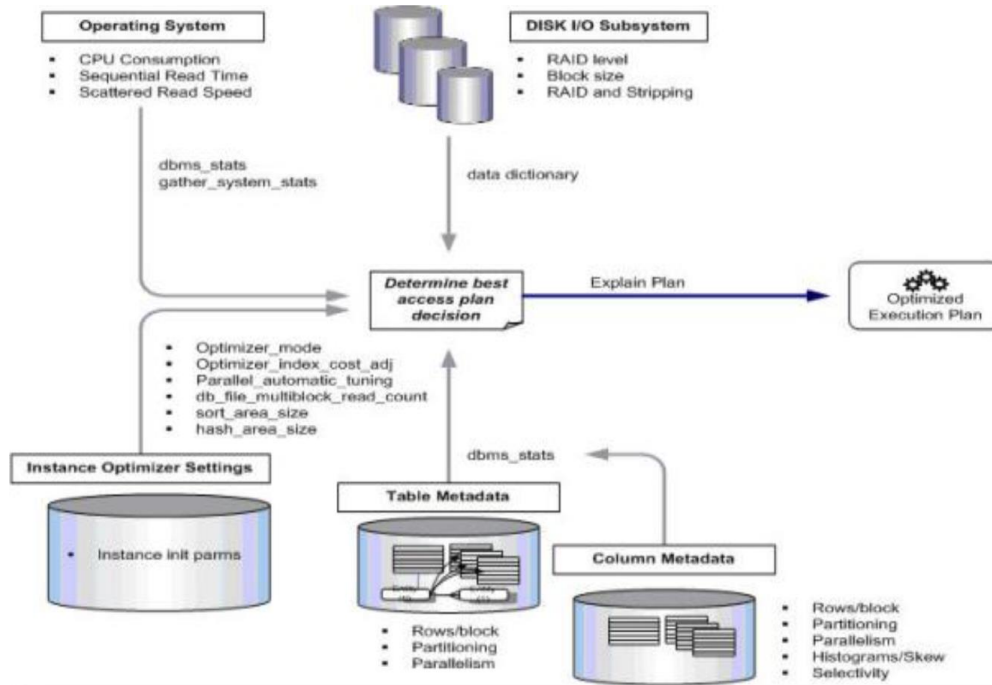 Operating System
CPU Consumption
Sequential Read Time
Scattered Read Speed
DISK I/O Subsystem
RAID level
Block size
RAID and Stripping
dbms_stats
gather_system_stats
data dictionary
Determine best
access plan
decision
Explain Plan
Optimized
Execution Plan
Optimizer_mode
Optimizer_index_cost_adj
Parallel_automatic_tuning
db_file_multiblock_read_count
sort_area_size
hash_area_size
Instance Optimizer Settings
Instance init parms
dbms_stats
Table Metadata
Entity
Entity
Rows/block
Partitioning
Parallelism
Column Metadata
Rows/block
Partitioning
Parallelism
Histograms/Skew
Selectivity